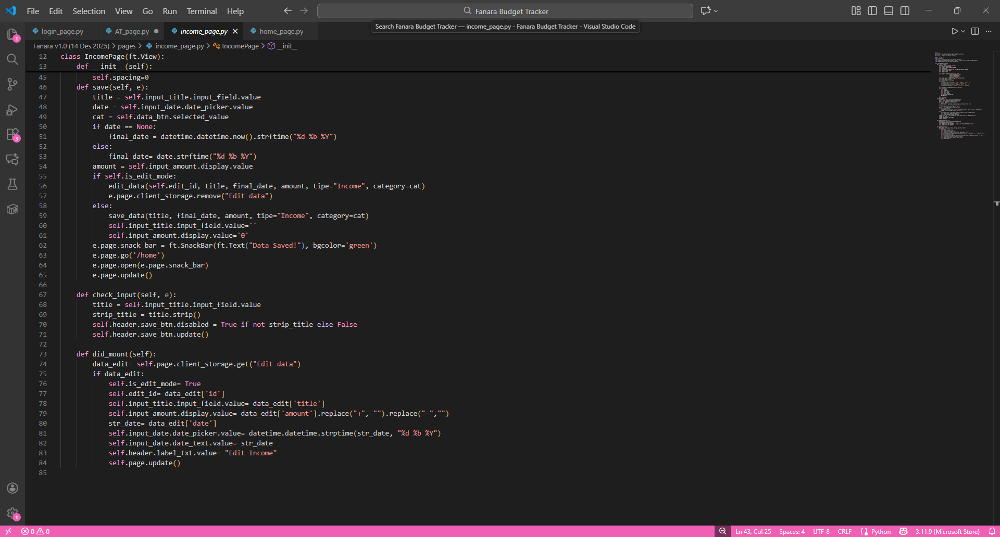 File Edit Selection View Go Run Terminal Help
Fanara Budget Tracker
login_page.py AT_page.py income_page.py home_page.py
Search Fanara Budget Tracker — income_page.py - Fanara Budget Tracker - Visual Studio Code
Fanara v1.0 (14 Des 2025) > pages > income_page.py > IncomePage > __init__
12 class IncomePage(ft.View):
13 def __init__(self):
45 self.spacing=0
46 def save(self, e):
47 title = self.input_title.input_field.value
48 date = self.input_date.date_picker.value
49 cat = self.data_btn.selected_value
50 if date == None:
51 final_date = datetime.datetime.now().strftime("%d %b %Y")
52 else:
53 final_date= date.strftime("%d %b %Y")
54 amount = self.input_amount.display.value
55 if self.is_edit_mode:
56 edit_data(self.edit_id, title, final_date, amount, tipe="Income", category=cat)
57 e.page.client_storage.remove("Edit data")
58 else:
59 save_data(title, final_date, amount, tipe="Income", category=cat)
60 self.input_title.input_field.value=''
61 self.input_amount.display.value='0'
62 e.page.snack_bar = ft.SnackBar(ft.Text("Data Saved!"), bgcolor='green')
63 e.page.go('/home')
64 e.page.open(e.page.snack_bar)
65 e.page.update()
66
67 def check_input(self, e):
68 title = self.input_title.input_field.value
69 strip_title = title.strip()
70 self.header.save_btn.disabled = True if not strip_title else False
71 self.header.save_btn.update()
72
73 def did_mount(self):
74 data_edit= self.page.client_storage.get("Edit data")
75 if data_edit:
76 self.is_edit_mode= True
77 self.edit_id= data_edit['id']
78 self.input_title.input_field.value= data_edit['title']
79 self.input_amount.display.value= data_edit['amount'].replace("+", "").replace("-","")
80 str_date= data_edit['date']
81 self.input_date.date_picker.value= datetime.datetime.strptime(str_date, "%d %b %Y")
82 self.input_date.date_text.value= str_date
83 self.header.label_txt.value= "Edit Income"
84 self.page.update()
85
1
3
1
0 0 Ln 43, Col 25 Spaces: 4 UTF-8 CRLF { } Python 3.11.9 (Microsoft Store)